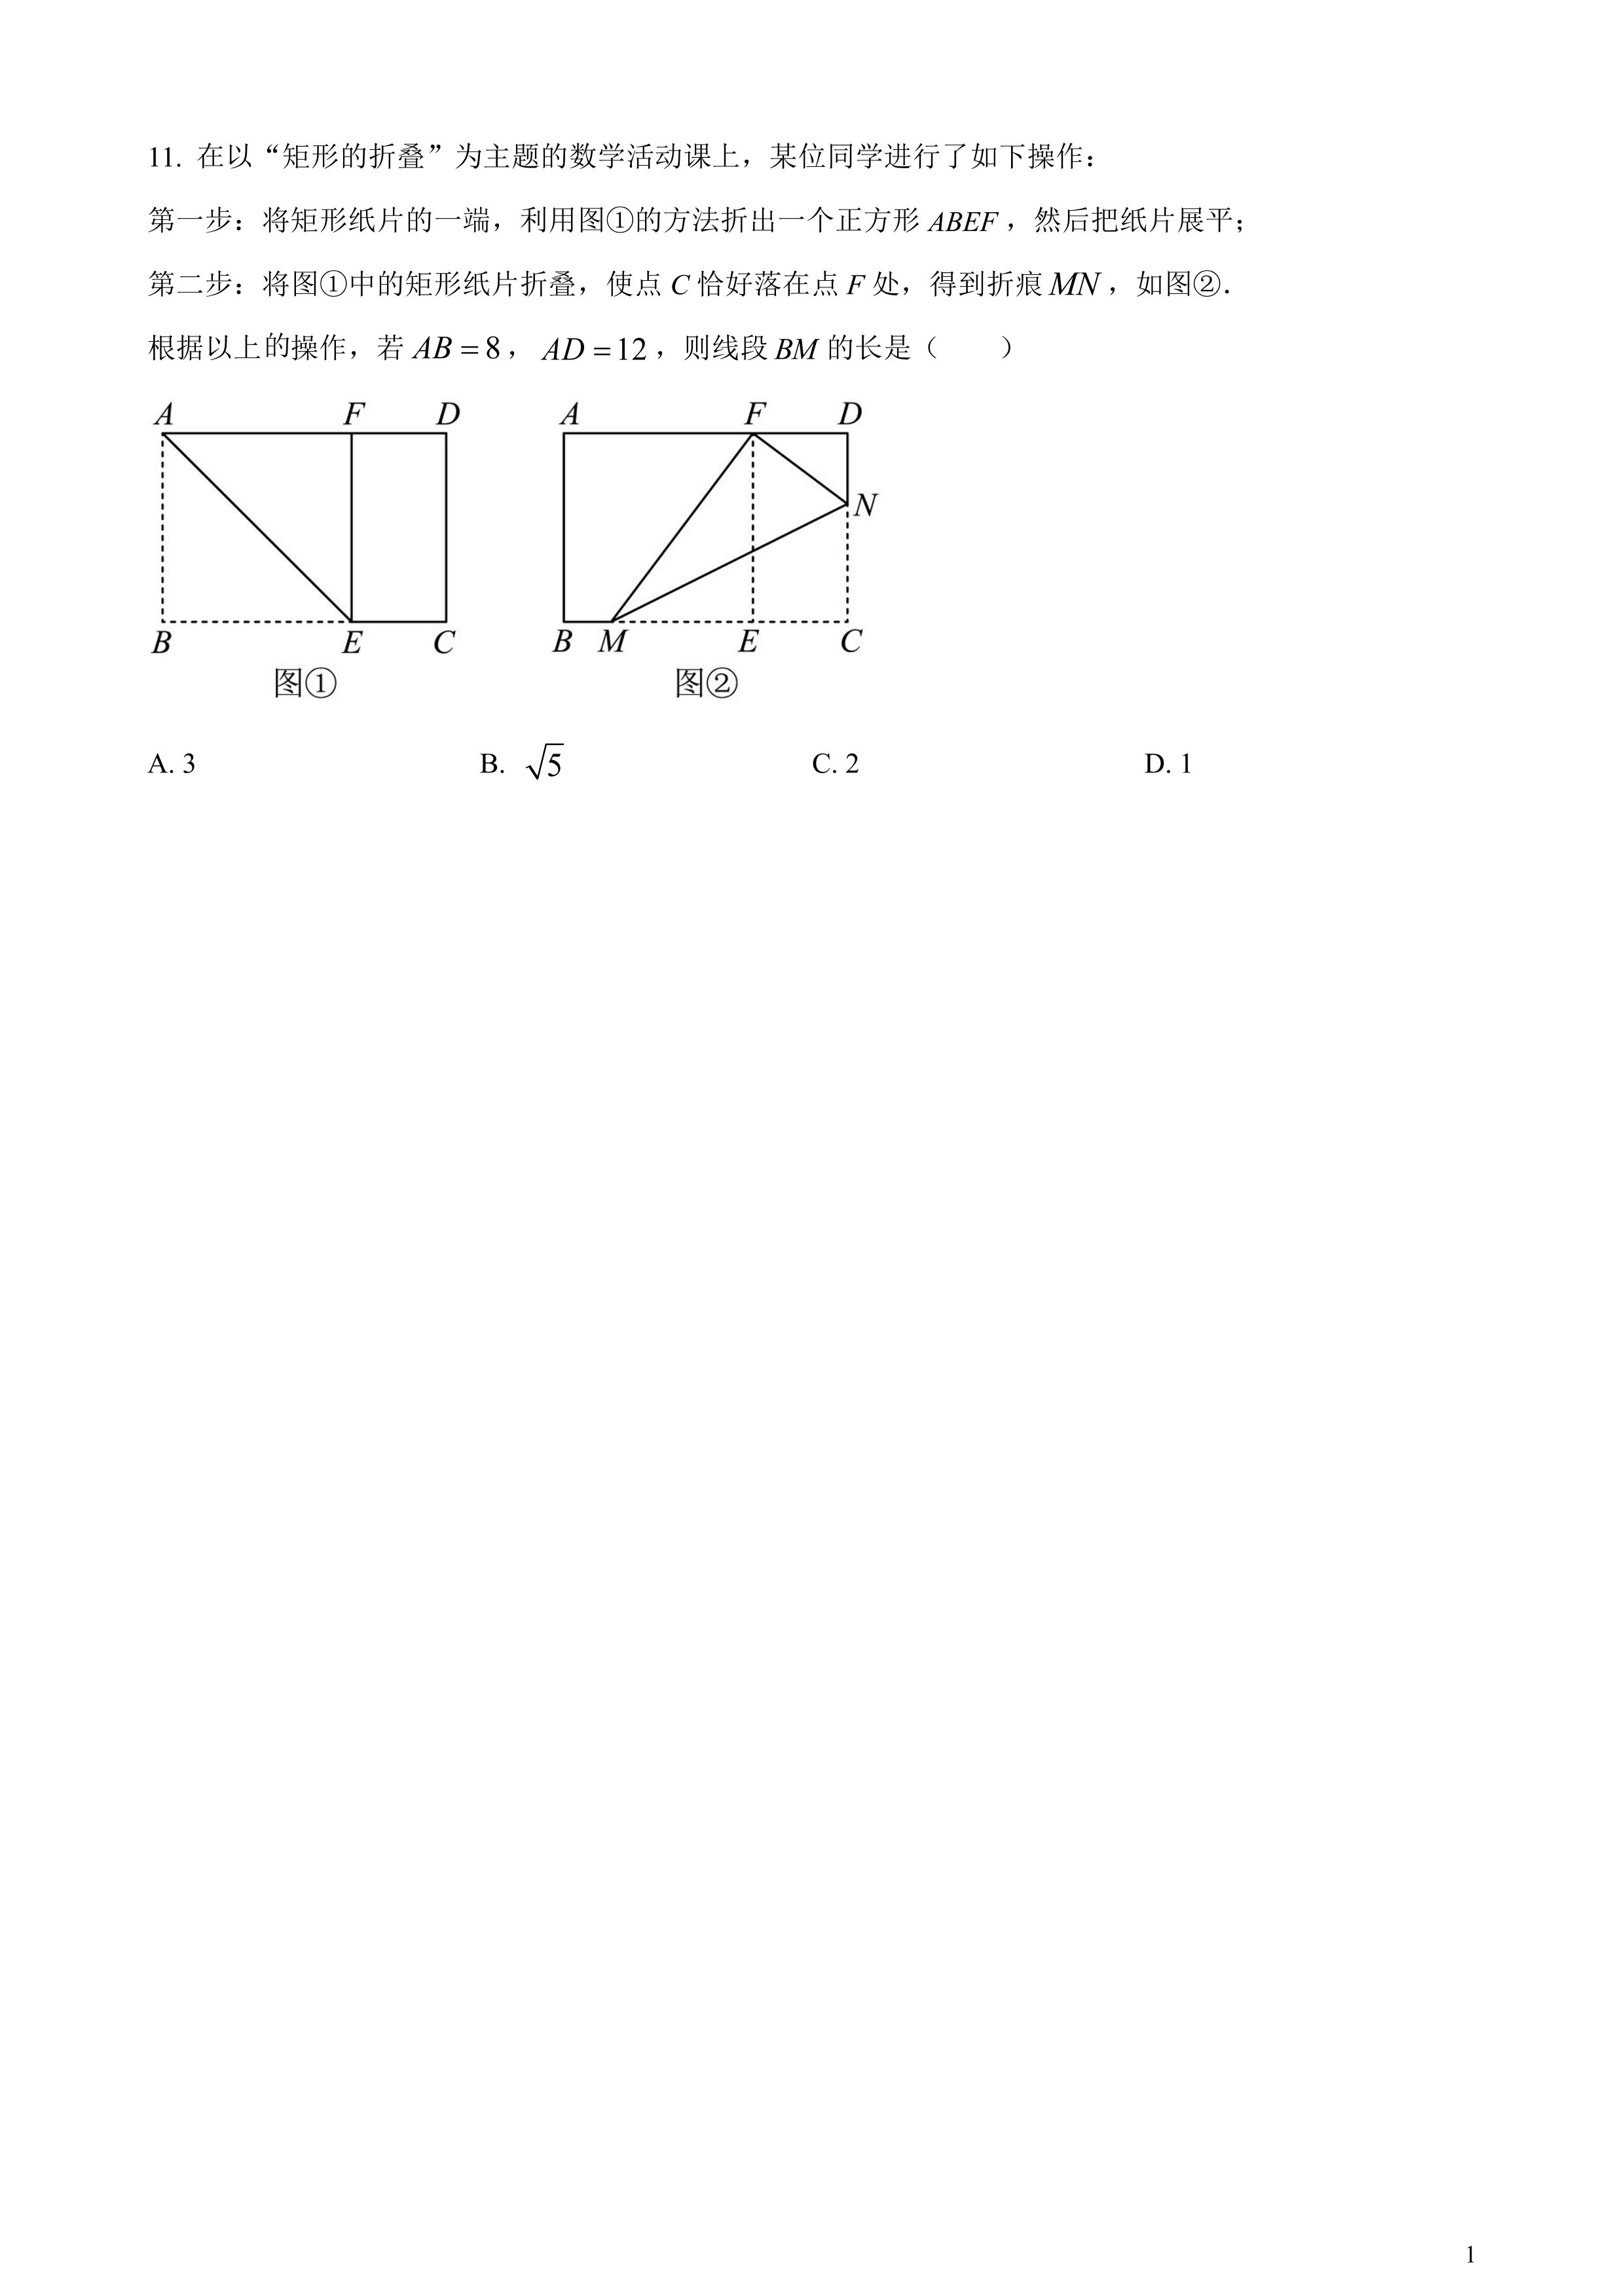 11. 在以“矩形的折叠”为主题的数学活动课上，某位同学进行了如下操作：
第一步：将矩形纸片的一端，利用图①的方法折出一个正方形 ABEF，然后把纸片展平；
第二步：将图①中的矩形纸片折叠，使点 C 恰好落在点 F 处，得到折痕 MN，如图②．
根据以上的操作，若 AB=8，AD=12，则线段 BM 的长是（　　）
A F D A F D
N
B E C B M E C
图① 图②
A. 3 B. √5 C. 2 D. 1
1